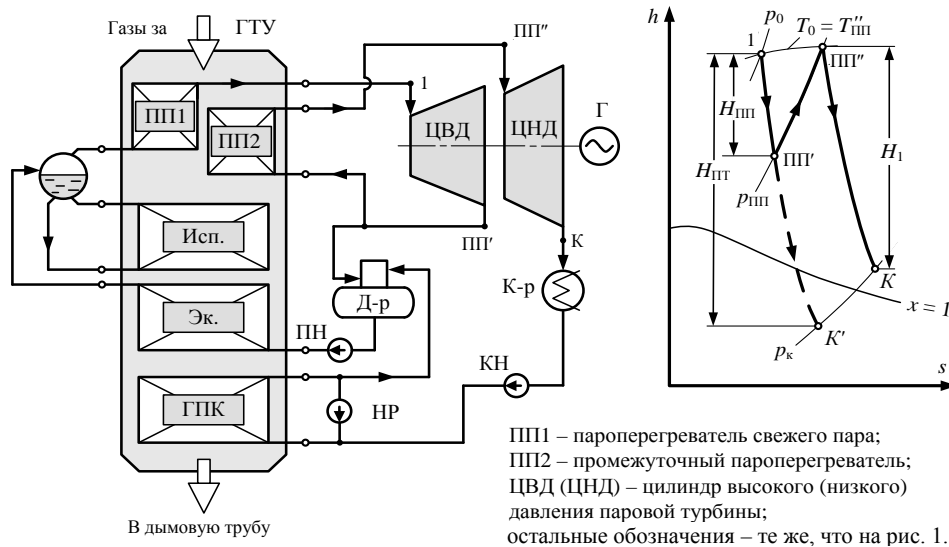 Газы за
ГТУ
ПП1
ПП2
Исп.
Эк.
ГПК
В дымовую трубу
1
ПП″
ЦВД
ЦНД
Г
ПП′
К
Д-р
К-р
ПН
КН
НР
h
p₀
T₀ = T″ПП
1
ПП″
HПП
HПТ
H₁
ПП′
pПП
K
x = 1
K′
pк
s
ПП1 – пароперегреватель свежего пара;
ПП2 – промежуточный пароперегреватель;
ЦВД (ЦНД) – цилиндр высокого (низкого)
давления паровой турбины;
остальные обозначения – те же, что на рис. 1.